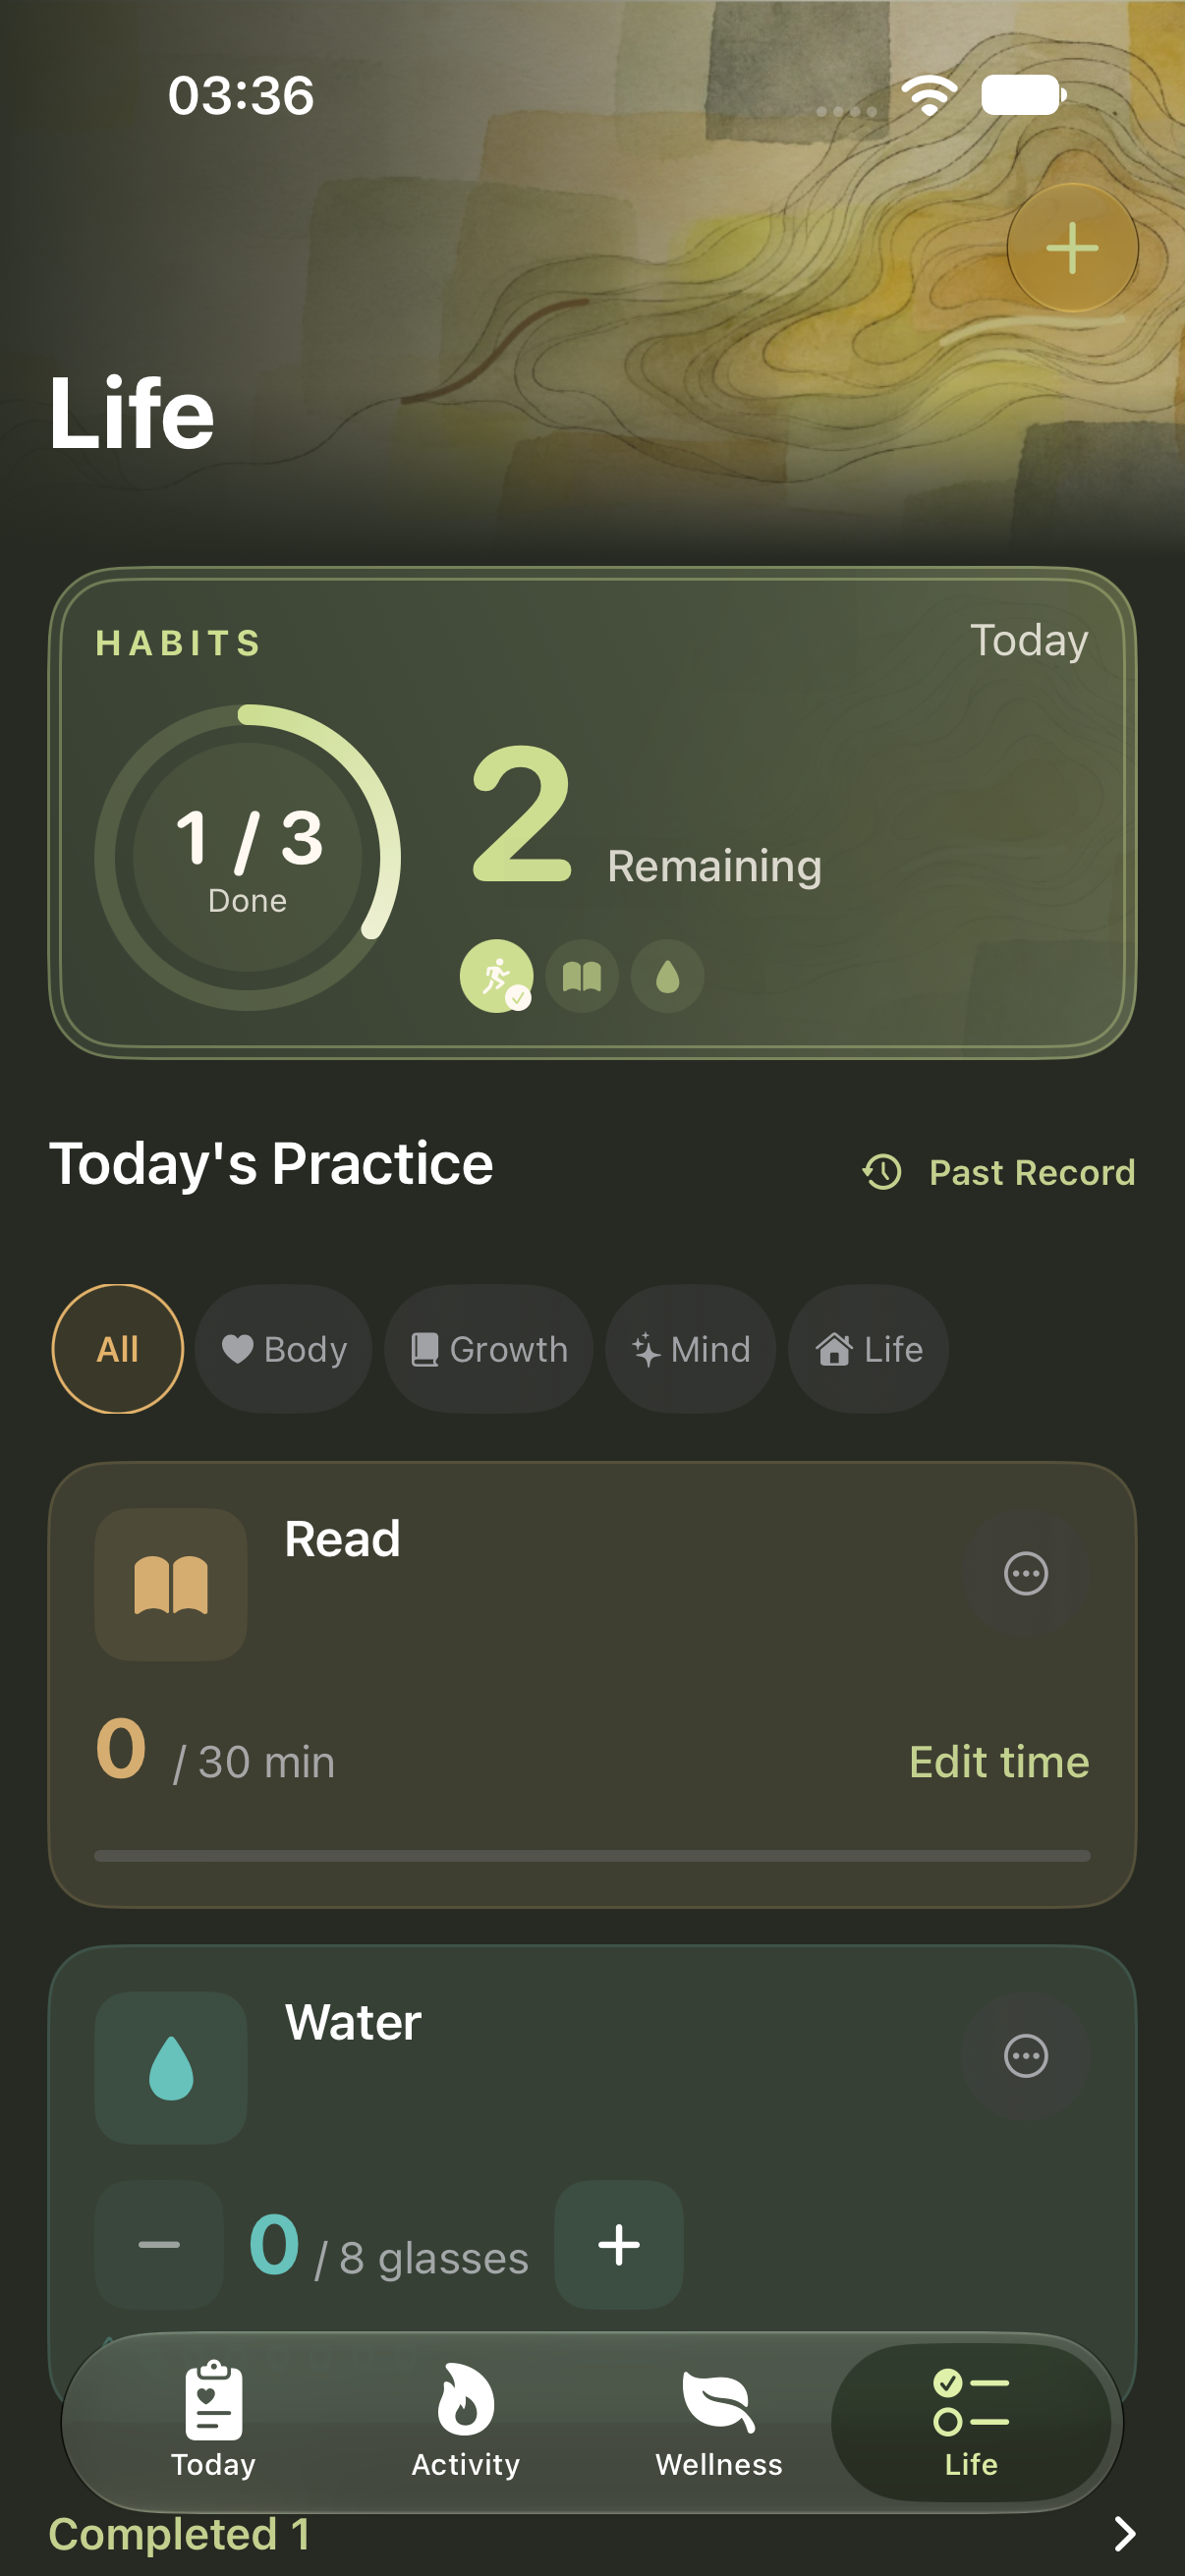 03:36
Life
HABITS
Today
1 / 3
Done
2 Remaining
Today's Practice
Past Record
All
Body
Growth
Mind
Life
Read
0 / 30 min
Edit time
Water
0 / 8 glasses
Today
Activity
Wellness
Life
Completed 1